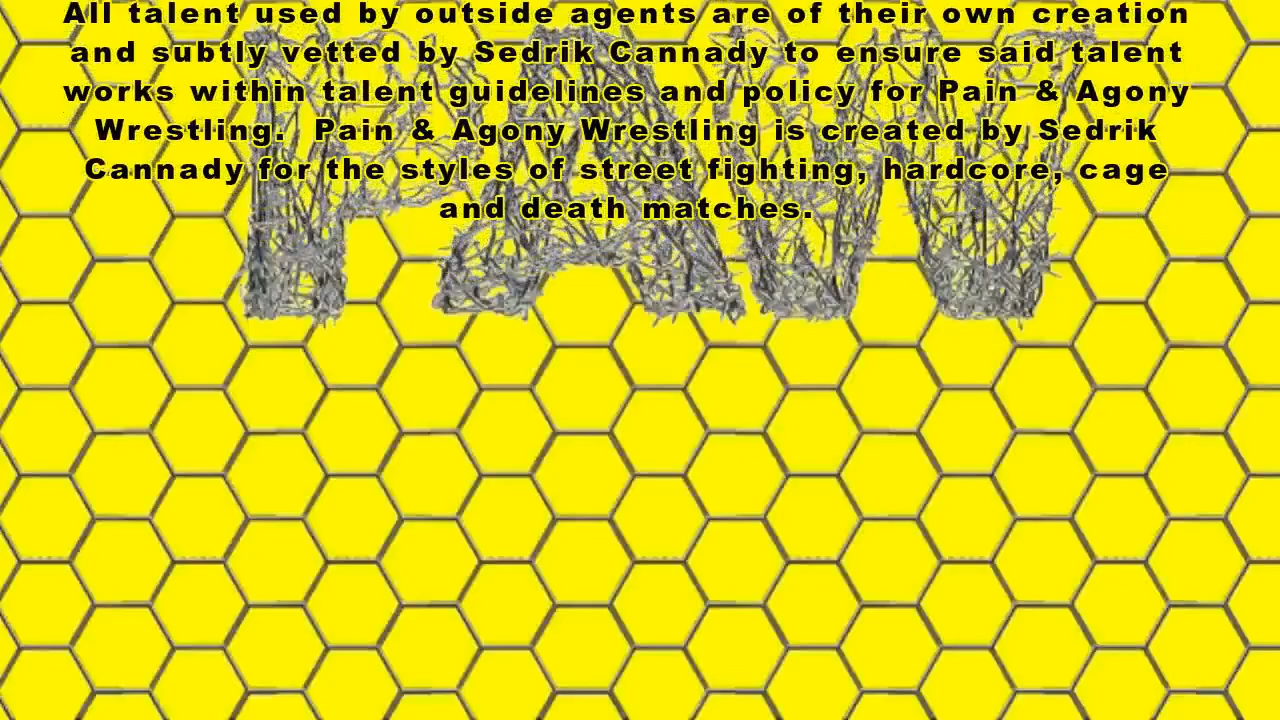 All talent used by outside agents are of their own creation
and subtly vetted by Sedrik Cannady to ensure said talent
works within talent guidelines and policy for Pain & Agony
Wrestling.  Pain & Agony Wrestling is created by Sedrik
Cannady for the styles of street fighting, hardcore, cage
and death matches.
PAW